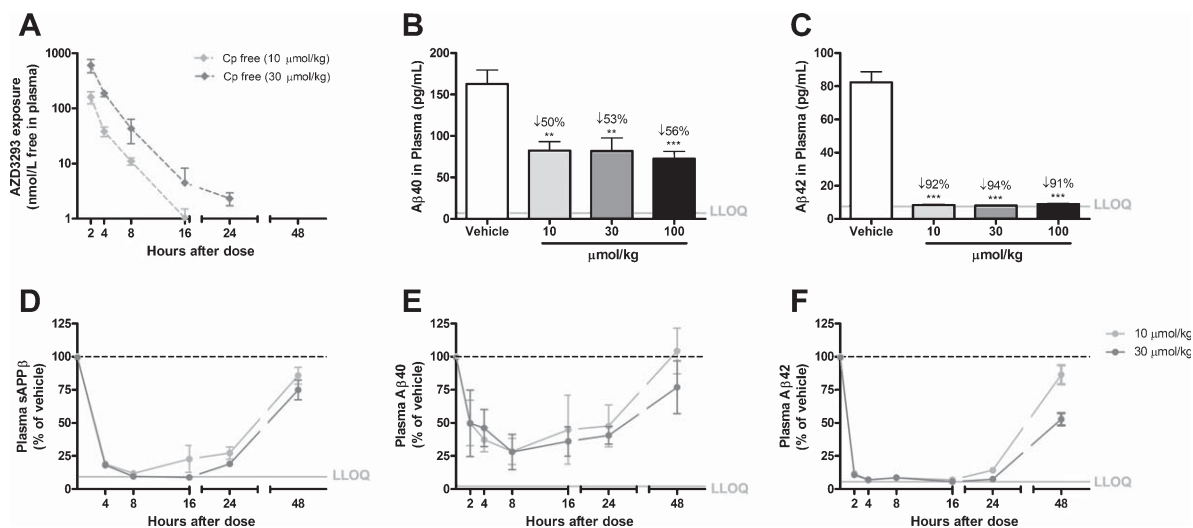 A
AZD3293 exposure
(nmol/L free in plasma)
1000
100
10
1
2 4 8 16 24 48
Hours after dose
Cp free (10 μmol/kg)
Cp free (30 μmol/kg)
B
Aβ40 in Plasma (pg/mL)
200
150
100
50
0
↓50%
**
↓53%
**
↓56%
***
LLOQ
Vehicle 10 30 100
μmol/kg
C
Aβ42 in Plasma (pg/mL)
100
80
60
40
20
0
↓92%
***
↓94%
***
↓91%
***
LLOQ
Vehicle 10 30 100
μmol/kg
D
Plasma sAPPβ
(% of vehicle)
125
100
75
50
25
0
LLOQ
4 8 16 24 48
Hours after dose
E
Plasma Aβ40
(% of vehicle)
125
100
75
50
25
0
LLOQ
2 4 8 16 24 48
Hours after dose
F
Plasma Aβ42
(% of vehicle)
125
100
75
50
25
0
LLOQ
2 4 8 16 24 48
Hours after dose
10 μmol/kg
30 μmol/kg